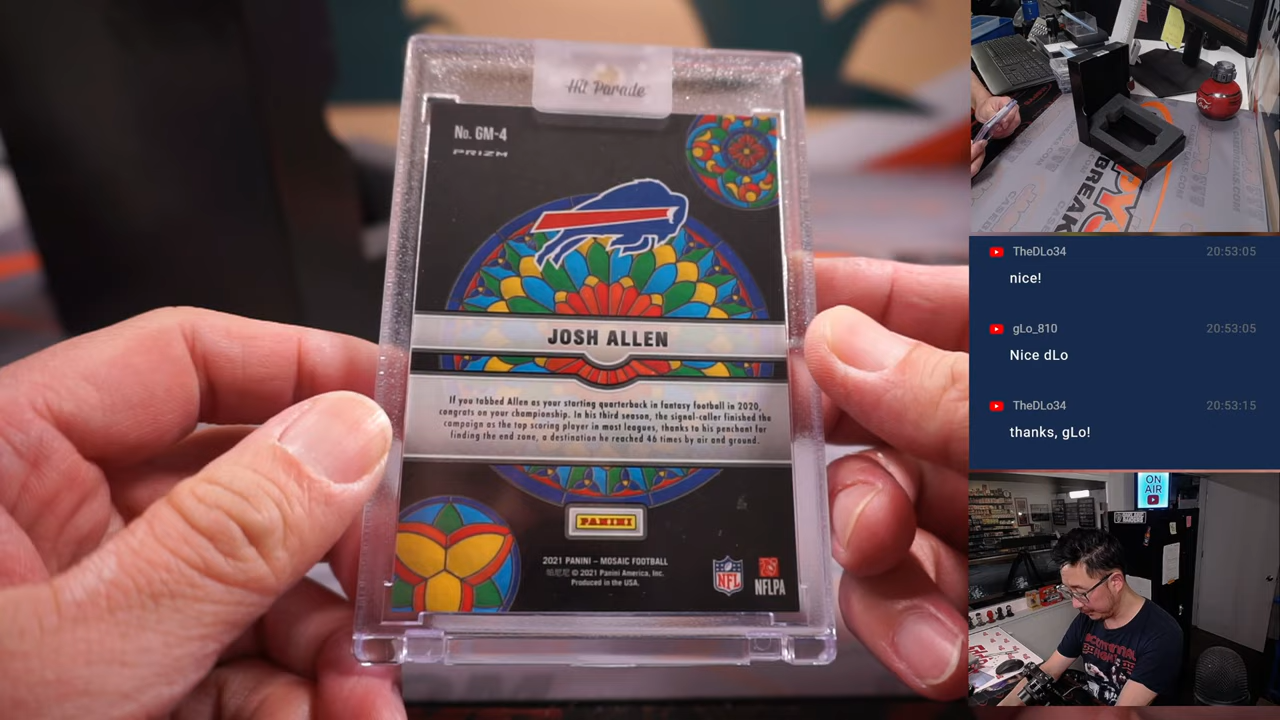 Hit Parade
No. GM-4
PRIZM
JOSH ALLEN
If you tabbed Allen as your starting quarterback in fantasy football in 2020,
congrats on your championship. In his third season, the signal-caller finished the
campaign as the top scoring player in most leagues, thanks to his penchant for
finding the end zone, a destination he reached 46 times by air and ground.
PANINI
2021 PANINI – MOSAIC FOOTBALL
© 2021 Panini America, Inc.
Produced in the USA.
NFL
NFLPA
BREAK
TheDLo34 20:53:05
nice!
gLo_810 20:53:05
Nice dLo
TheDLo34 20:53:15
thanks, gLo!
ON
AIR